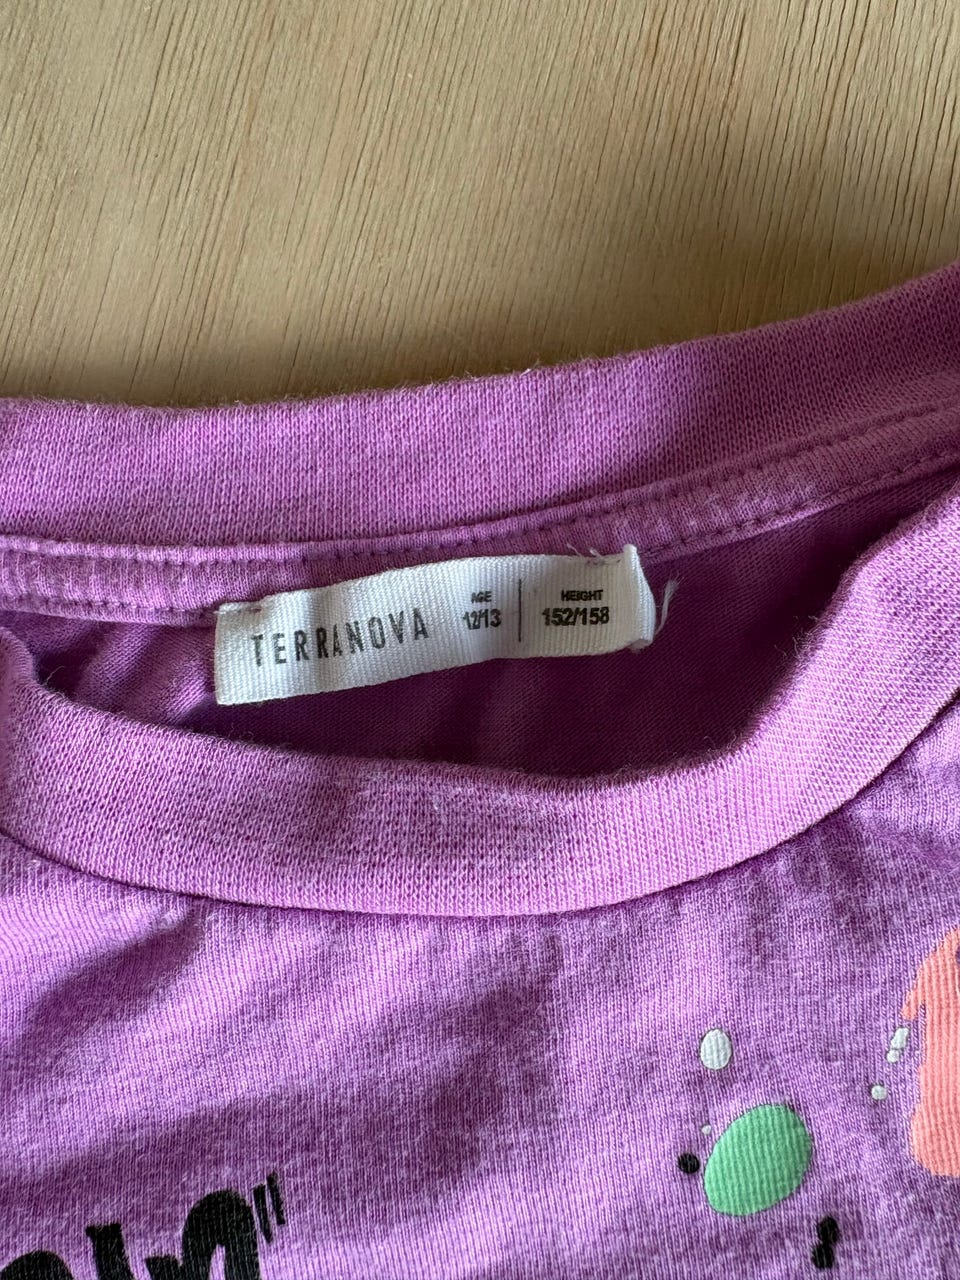 TERRANOVA
AGE
12/13
HEIGHT
152/158